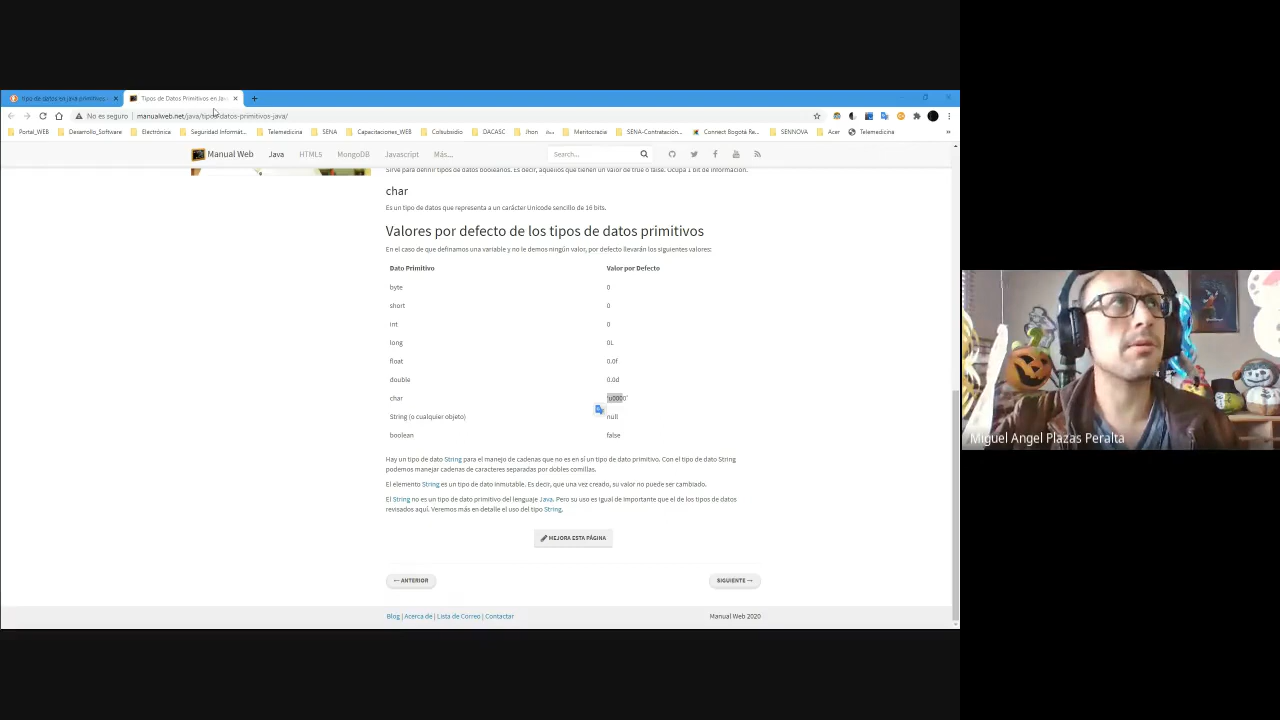 tipo de datos en java primitivos
Tipos de Datos Primitivos en Jav
No es seguro
manualweb.net/java/tipos-datos-primitivos-java/
Portal_WEB
Desarrollo_Software
Electrónica
Seguridad Informát...
Telemedicina
SENA
Capacitaciones_WEB
Colsubsidio
DACASC
Jhon
Meritocracia
SENA-Contratación...
Connect Bogotá Re...
SENNOVA
Acer
Telemedicina
Manual Web
Java
HTML5
MongoDB
Javascript
Más...
Search...
Sirve para definir tipos de datos booleanos. Es decir, aquellos que tienen un valor de true o false. Ocupa 1 bit de información.
char
Es un tipo de datos que representa a un carácter Unicode sencillo de 16 bits.
Valores por defecto de los tipos de datos primitivos
En el caso de que definamos una variable y no le demos ningún valor, por defecto llevarán los siguientes valores:
Dato Primitivo Valor por Defecto
byte 0
short 0
int 0
long 0L
float 0.0f
double 0.0d
char 'u0000'
String (o cualquier objeto) null
boolean false
Hay un tipo de dato String para el manejo de cadenas que no es en sí un tipo de dato primitivo. Con el tipo de dato String
podemos manejar cadenas de caracteres separadas por dobles comillas.
El elemento String es un tipo de dato inmutable. Es decir, que una vez creado, su valor no puede ser cambiado.
El String no es un tipo de dato primitivo del lenguaje Java. Pero su uso es igual de importante que el de los tipos de datos
revisados aquí. Veremos más en detalle el uso del tipo String.
MEJORA ESTA PÁGINA
← ANTERIOR
SIGUIENTE →
Blog | Acerca de | Lista de Correo | Contactar
Manual Web 2020
Miguel Angel Plazas Peralta